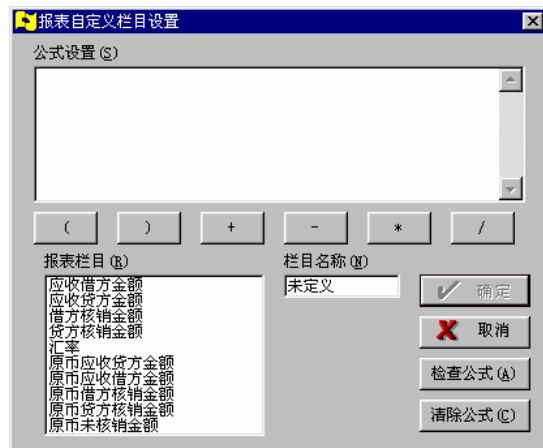 报表自定义栏目设置
公式设置(S)
( ) + - * /
报表栏目(R)
栏目名称(N)
应收借方金额
应收贷方金额
借方核销金额
贷方核销金额
汇率
原币应收贷方金额
原币应收借方金额
原币借方核销金额
原币贷方核销金额
原币未核销金额
未定义
确定
取消
检查公式(A)
清除公式(C)